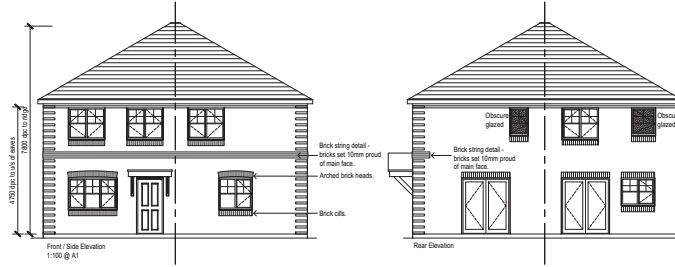 7800 dpc to ridge
4750 dpc to u/s of eaves
Brick string detail -
bricks set 10mm proud
of main face.
Arched brick heads.
Brick cills.
Front / Side Elevation
1:100 @ A1
Obscure
glazed
Obscu
glazed
Brick string detail -
bricks set 10mm proud
of main face.
Rear Elevation